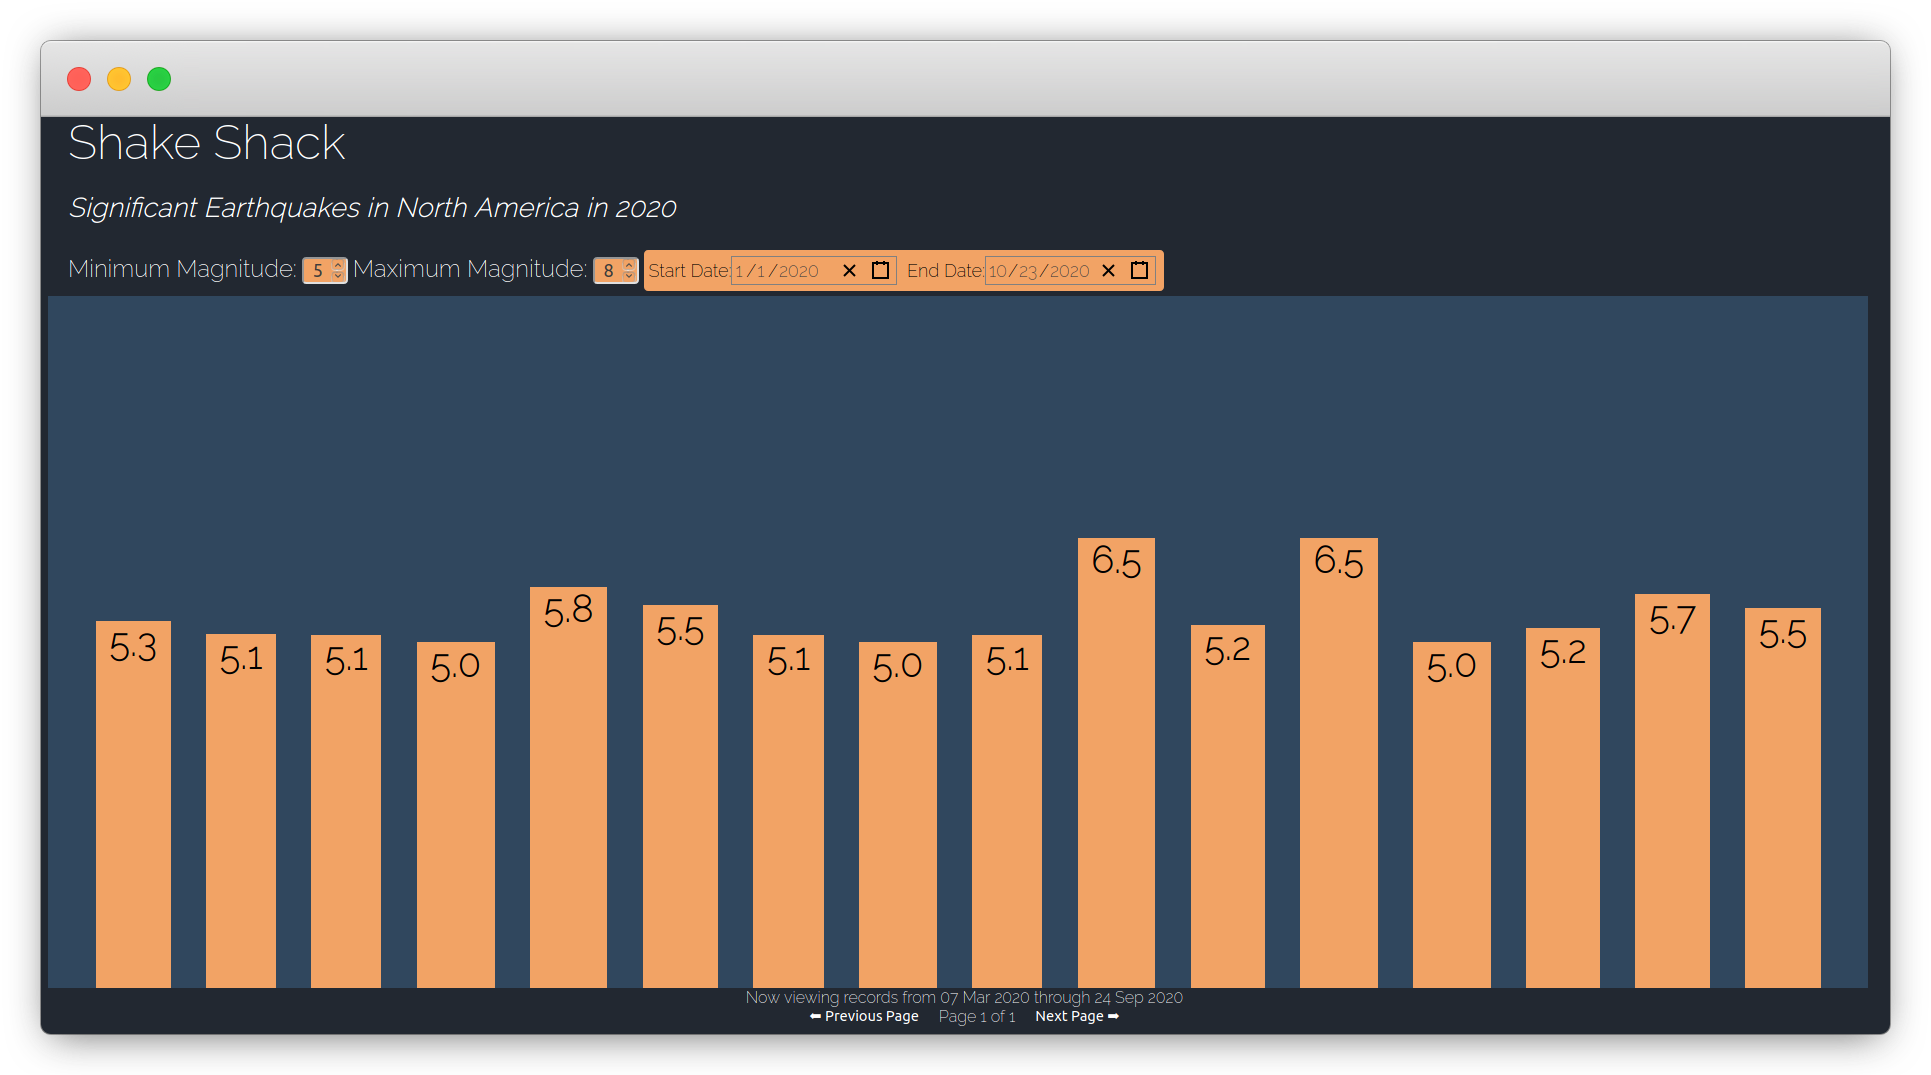 Shake Shack
Significant Earthquakes in North America in 2020
Minimum Magnitude: 5 Maximum Magnitude: 8 Start Date: 1/1/2020 End Date: 10/23/2020
5.3 5.1 5.1 5.0 5.8 5.5 5.1 5.0 5.1 6.5 5.2 6.5 5.0 5.2 5.7 5.5
Now viewing records from 07 Mar 2020 through 24 Sep 2020
⬅ Previous Page Page 1 of 1 Next Page ➡